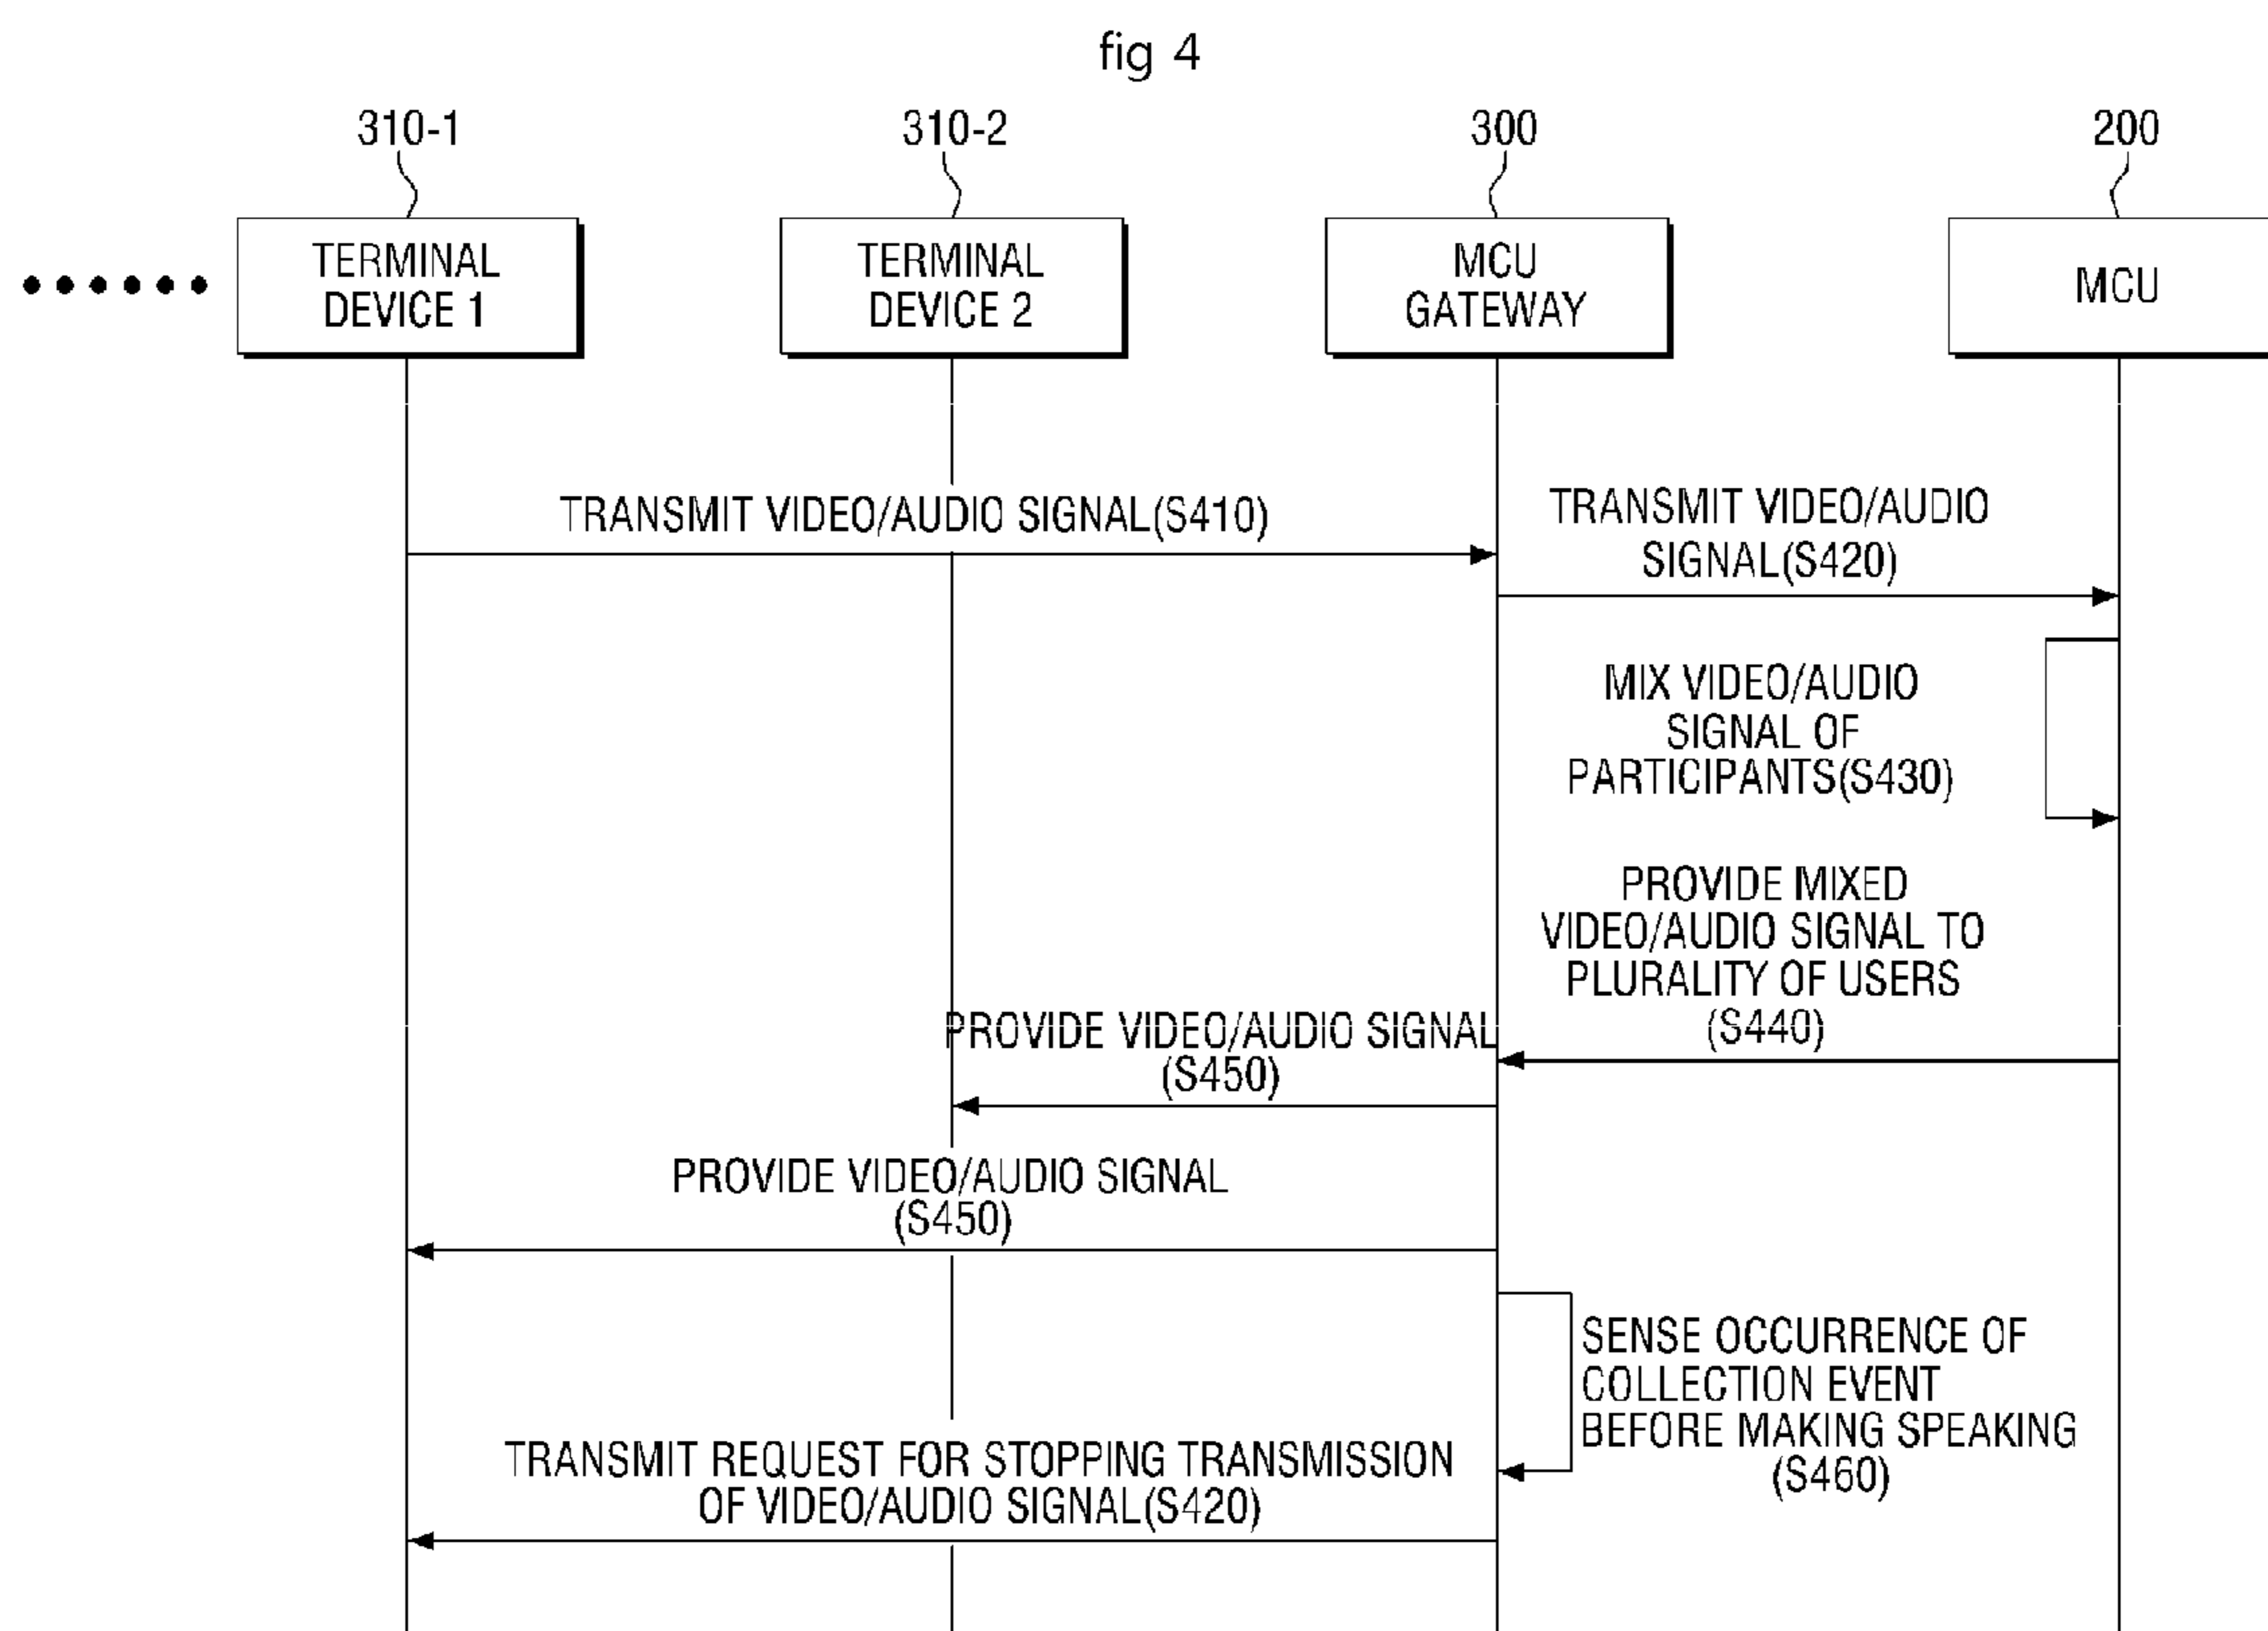 fig 4
310-1
310-2
300
200
TERMINAL
DEVICE 1
TERMINAL
DEVICE 2
MCU
GATEWAY
MCU
TRANSMIT VIDEO/AUDIO SIGNAL(S410)
TRANSMIT VIDEO/AUDIO
SIGNAL(S420)
MIX VIDEO/AUDIO
SIGNAL OF
PARTICIPANTS(S430)
PROVIDE MIXED
VIDEO/AUDIO SIGNAL TO
PLURALITY OF USERS
(S440)
PROVIDE VIDEO/AUDIO SIGNAL
(S450)
PROVIDE VIDEO/AUDIO SIGNAL
(S450)
SENSE OCCURRENCE OF
COLLECTION EVENT
BEFORE MAKING SPEAKING
(S460)
TRANSMIT REQUEST FOR STOPPING TRANSMISSION
OF VIDEO/AUDIO SIGNAL(S420)